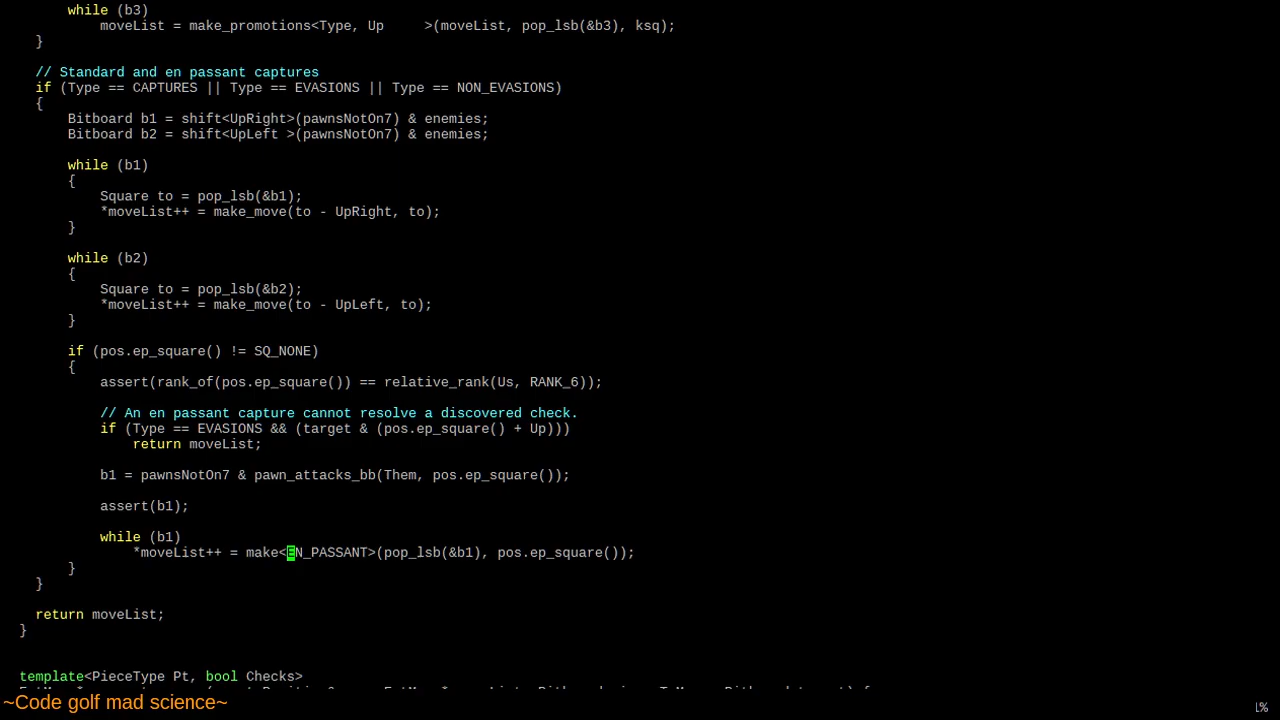 while (b3)
moveList = make_promotions<Type, Up     >(moveList, pop_lsb(&b3), ksq);
}
// Standard and en passant captures
if (Type == CAPTURES || Type == EVASIONS || Type == NON_EVASIONS)
{
Bitboard b1 = shift<UpRight>(pawnsNotOn7) & enemies;
Bitboard b2 = shift<UpLeft >(pawnsNotOn7) & enemies;
while (b1)
{
Square to = pop_lsb(&b1);
*moveList++ = make_move(to - UpRight, to);
}
while (b2)
{
Square to = pop_lsb(&b2);
*moveList++ = make_move(to - UpLeft, to);
}
if (pos.ep_square() != SQ_NONE)
{
assert(rank_of(pos.ep_square()) == relative_rank(Us, RANK_6));
// An en passant capture cannot resolve a discovered check.
if (Type == EVASIONS && (target & (pos.ep_square() + Up)))
return moveList;
b1 = pawnsNotOn7 & pawn_attacks_bb(Them, pos.ep_square());
assert(b1);
while (b1)
*moveList++ = make<EN_PASSANT>(pop_lsb(&b1), pos.ep_square());
}
}
return moveList;
}
template<PieceType Pt, bool Checks>
~Code golf mad science~